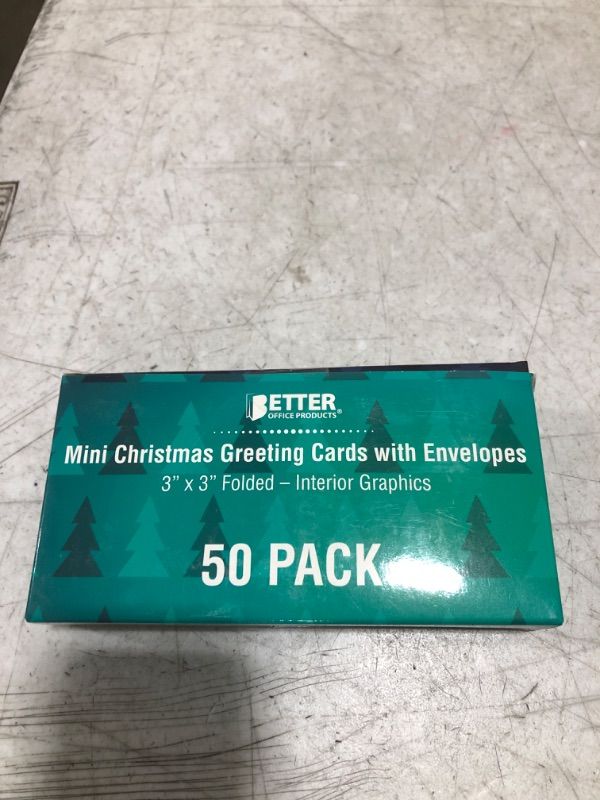 BETTER
OFFICE PRODUCTS®
Mini Christmas Greeting Cards with Envelopes
3” x 3” Folded – Interior Graphics
50 PACK